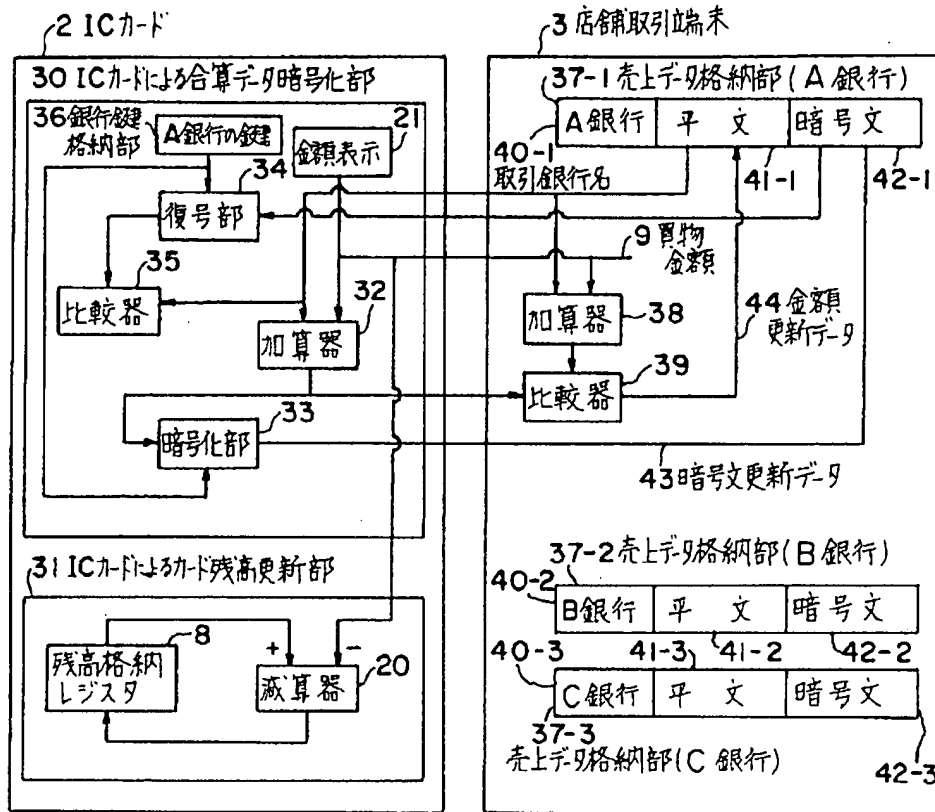 2 ICカード
30 ICカードによる合算データ暗号化部
36 銀行鍵
格納部
A銀行の鍵
21
金額表示
34
復号部
35
比較器
32
加算器
33
暗号化部
31 ICカードによるカード残高更新部
8
残高格納
レジスタ
+
−
減算器
20
3 店舗取引端末
37-1 売上データ格納部(A銀行)
A銀行
平文
暗号文
40-1
取引銀行名
41-1
42-1
9 買物
金額
加算器
38
44 金額
更新データ
39
比較器
43 暗号文更新データ
37-2 売上データ格納部(B銀行)
40-2
B銀行
平文
暗号文
40-3
41-3
41-2
42-2
C銀行
平文
暗号文
37-3
売上データ格納部(C銀行)
42-3